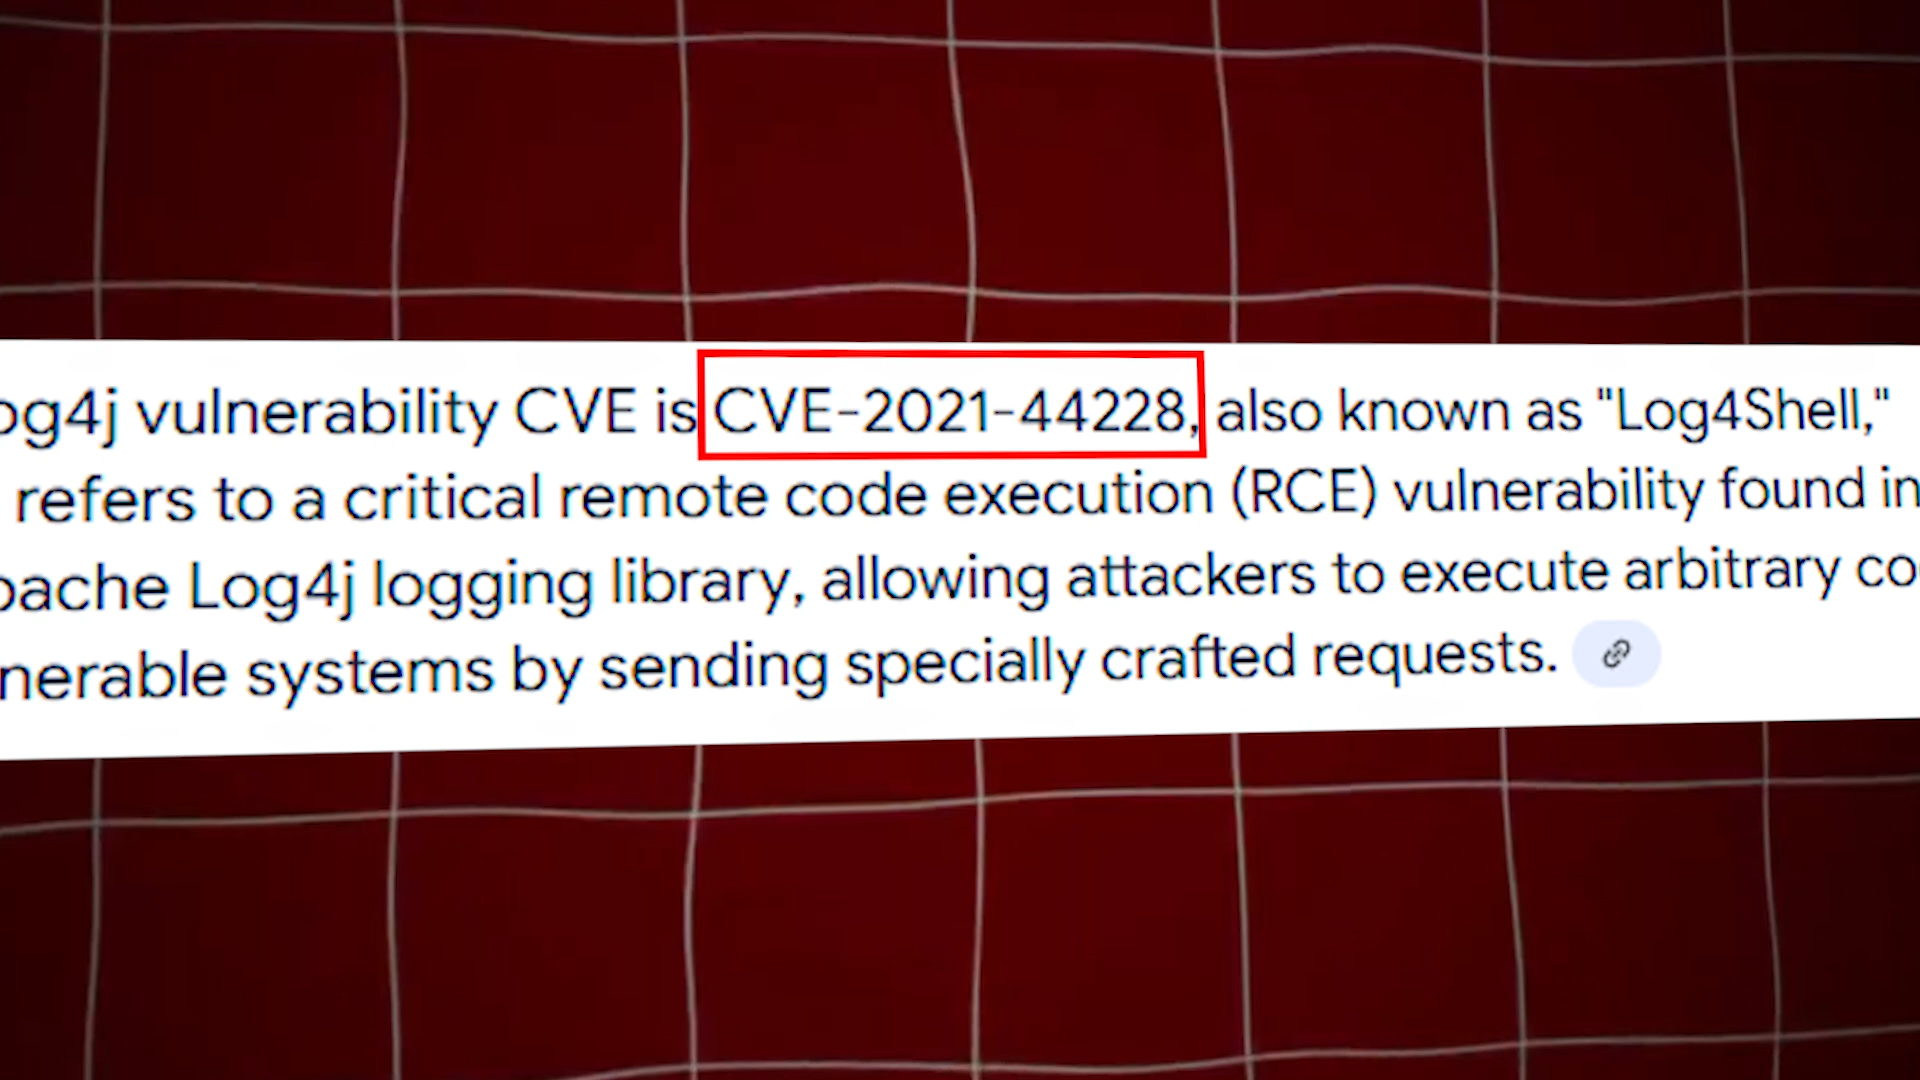 og4j vulnerability CVE is CVE-2021-44228, also known as "Log4Shell,"
refers to a critical remote code execution (RCE) vulnerability found in
pache Log4j logging library, allowing attackers to execute arbitrary co
nerable systems by sending specially crafted requests.